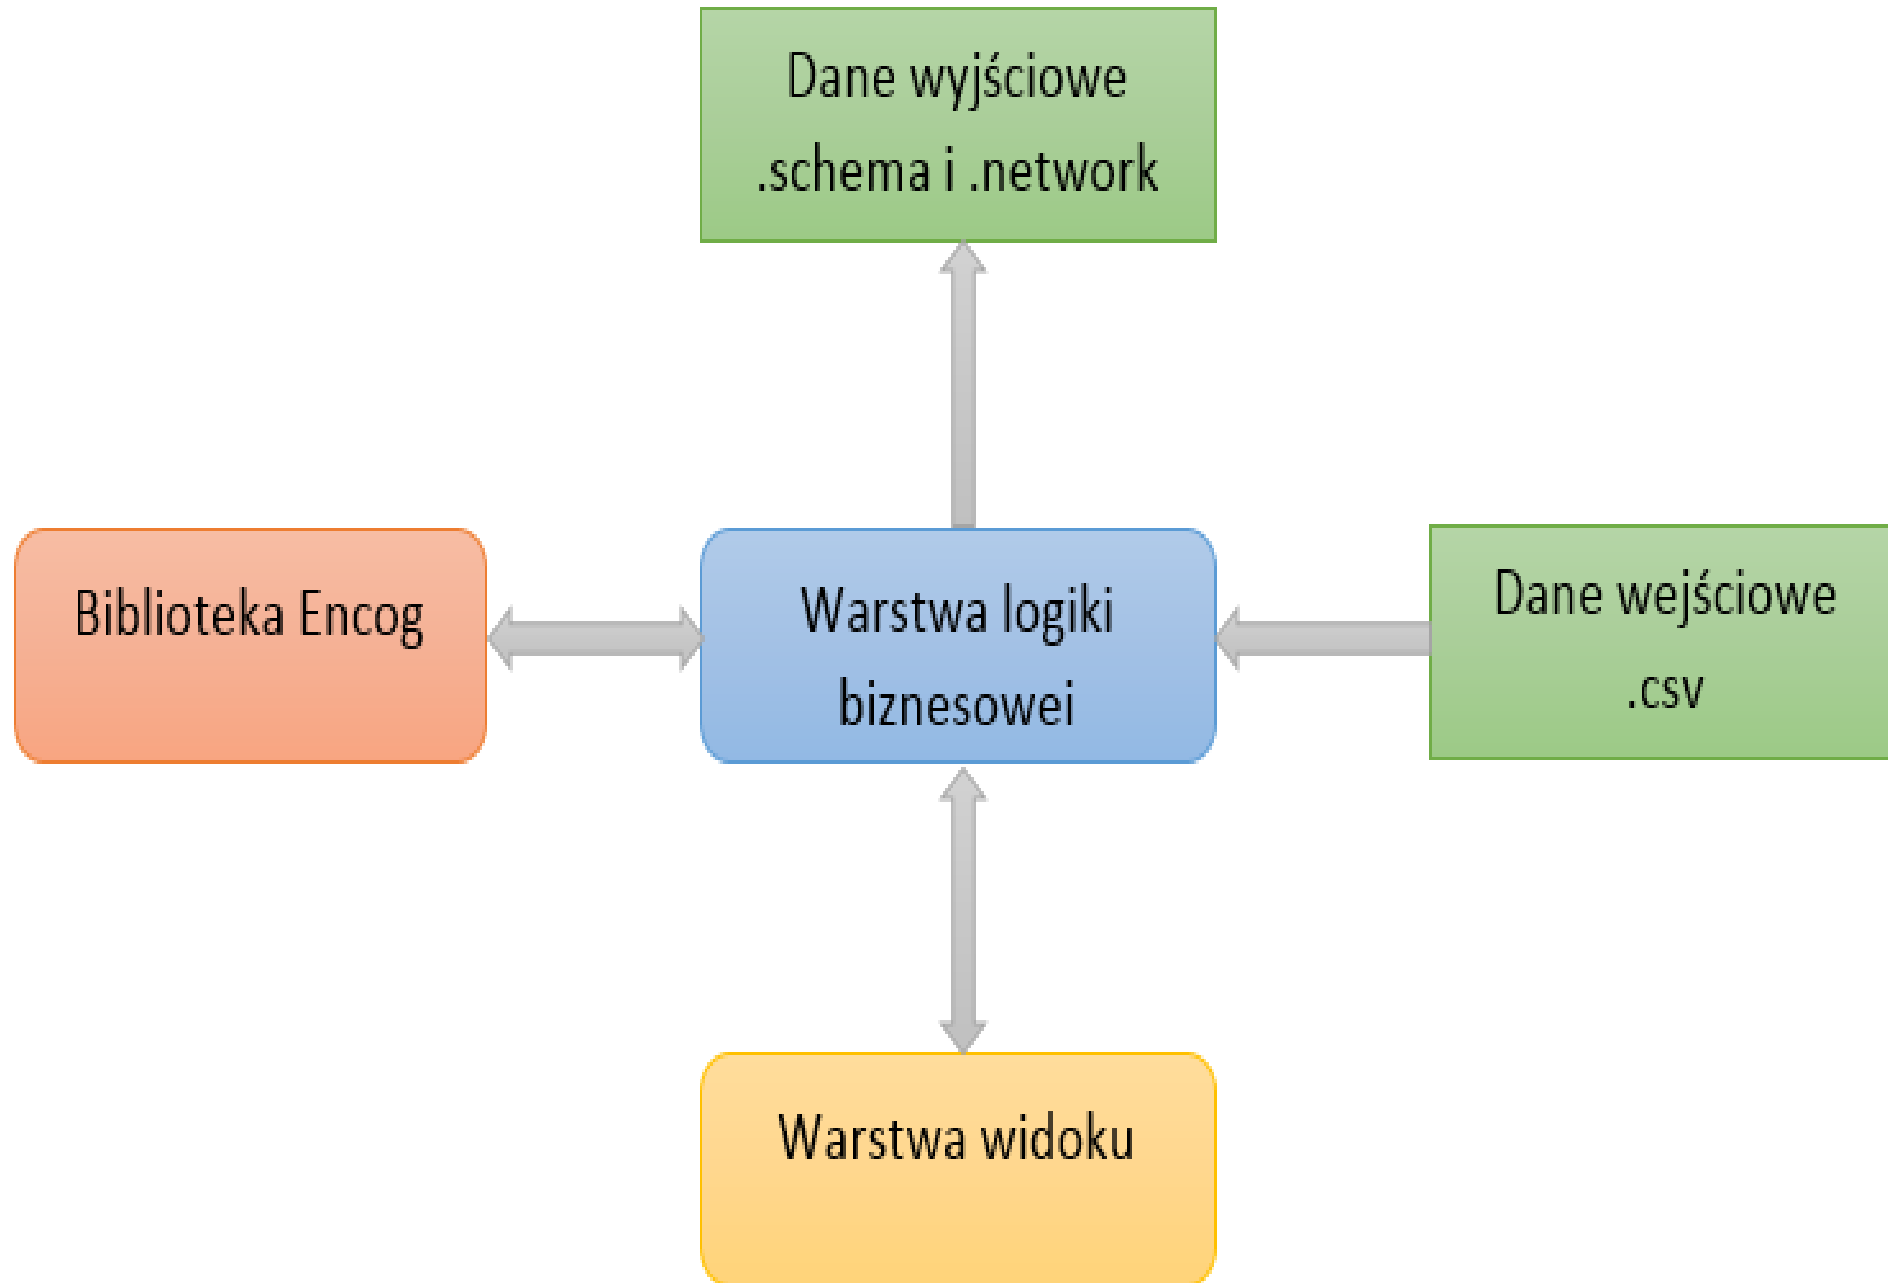 Dane wyjściowe
.schema i .network
Biblioteka Encog
Warstwa logiki
biznesowei
Dane wejściowe
.csv
Warstwa widoku